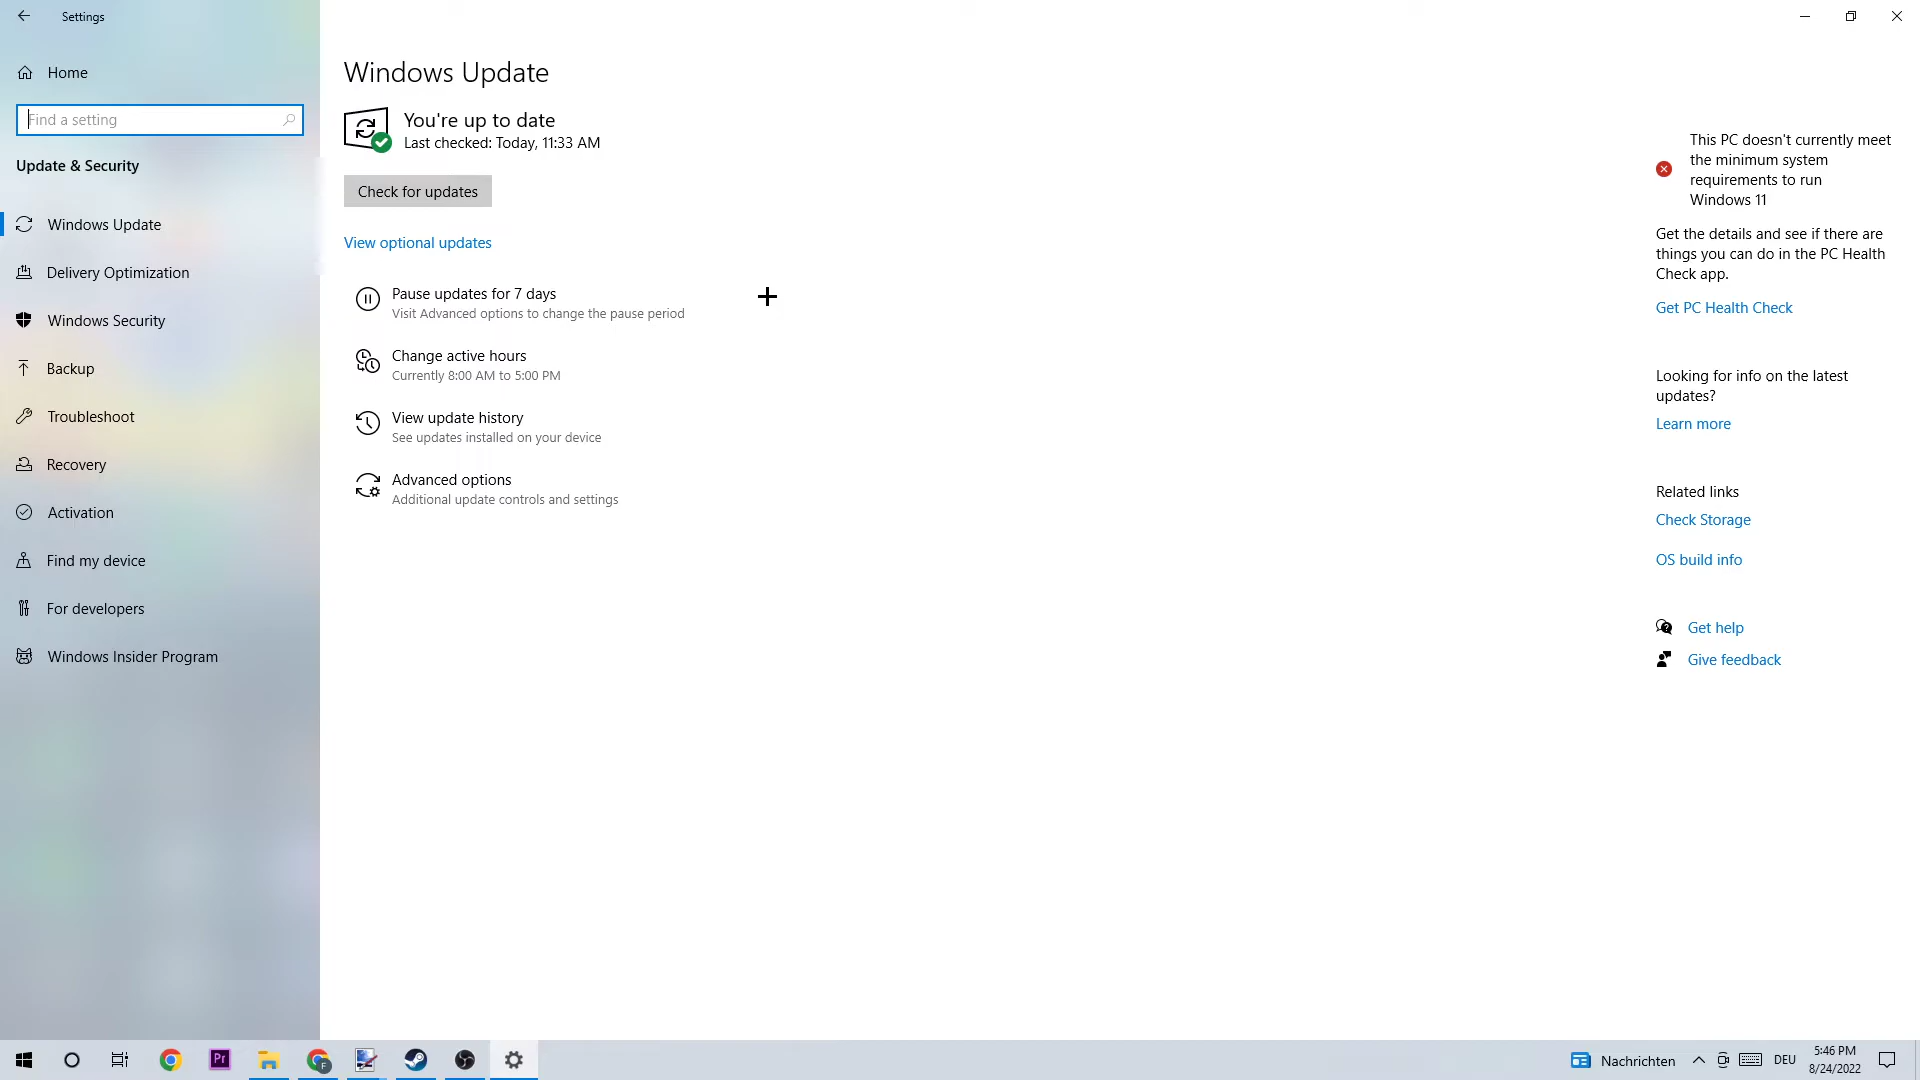 Settings
Home
Find a setting
Update & Security
Windows Update
Delivery Optimization
Windows Security
Backup
Troubleshoot
Recovery
Activation
Find my device
For developers
Windows Insider Program
Windows Update
You're up to date
Last checked: Today, 11:33 AM
Check for updates
View optional updates
Pause updates for 7 days
Visit Advanced options to change the pause period
Change active hours
Currently 8:00 AM to 5:00 PM
View update history
See updates installed on your device
Advanced options
Additional update controls and settings
This PC doesn't currently meet
the minimum system
requirements to run
Windows 11
Get the details and see if there are
things you can do in the PC Health
Check app.
Get PC Health Check
Looking for info on the latest
updates?
Learn more
Related links
Check Storage
OS build info
Get help
Give feedback
Pr
F
Nachrichten
DEU
5:46 PM
8/24/2022